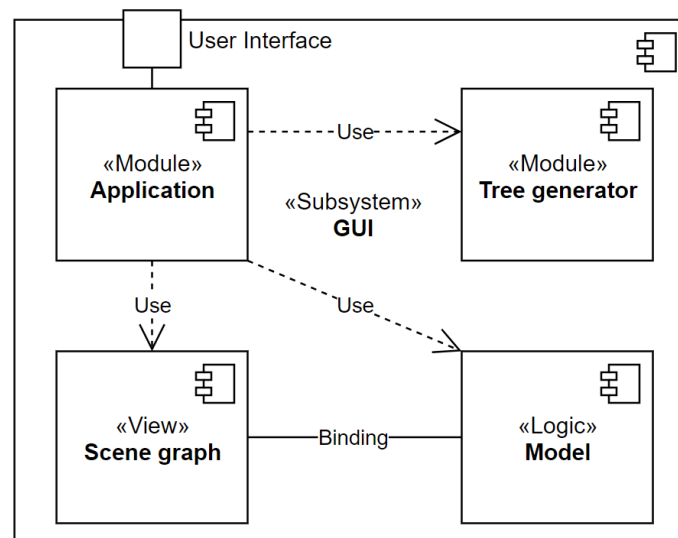 User Interface
«Module»
Application
Use
«Module»
Tree generator
«Subsystem»
GUI
Use
Use
«View»
Scene graph
Binding
«Logic»
Model